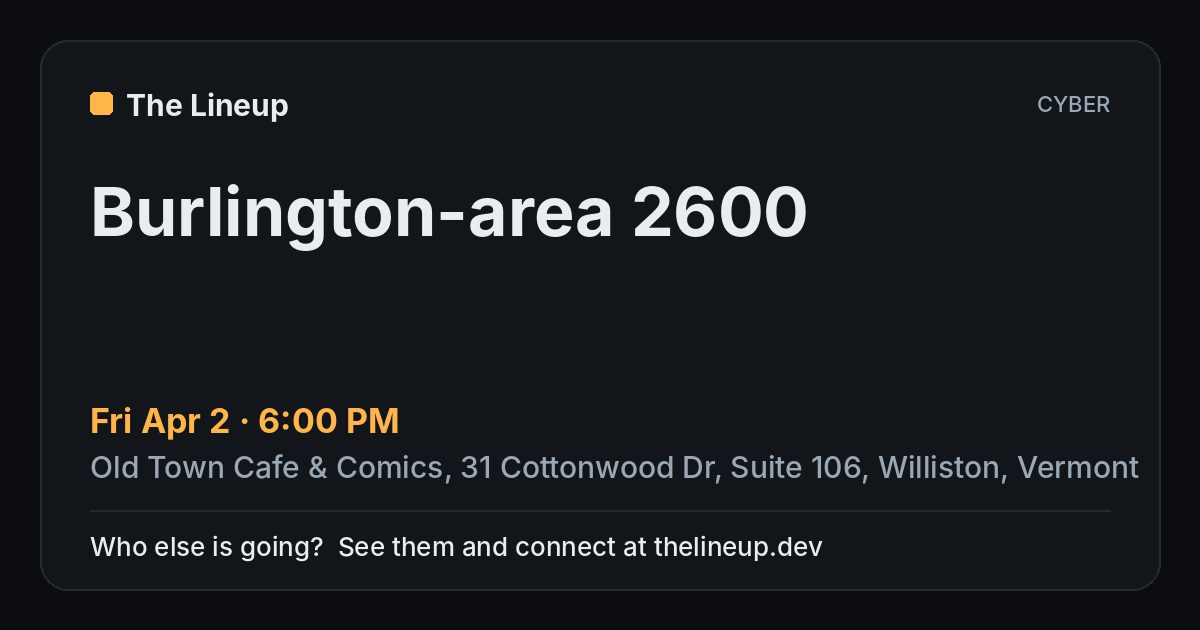 The Lineup
CYBER
Burlington-area 2600
Fri Apr 2 · 6:00 PM
Old Town Cafe & Comics, 31 Cottonwood Dr, Suite 106, Williston, Vermont
Who else is going? See them and connect at thelineup.dev